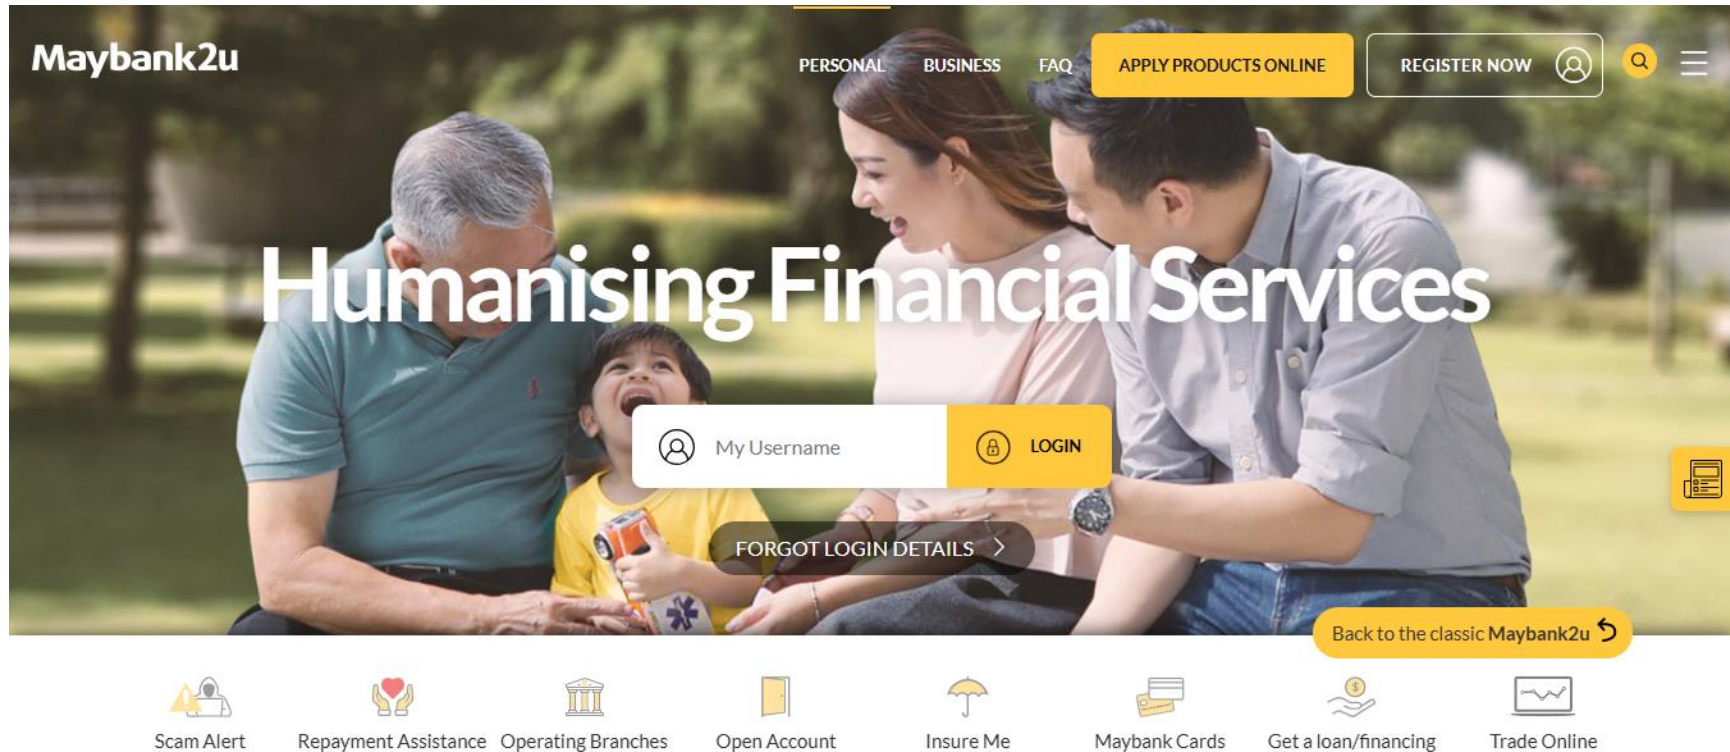 Maybank2u
PERSONAL
BUSINESS
FAQ
APPLY PRODUCTS ONLINE
REGISTER NOW
Humanising Financial Services
My Username
LOGIN
FORGOT LOGIN DETAILS
Back to the classic Maybank2u
Scam Alert
Repayment Assistance
Operating Branches
Open Account
Insure Me
Maybank Cards
Get a loan/financing
Trade Online